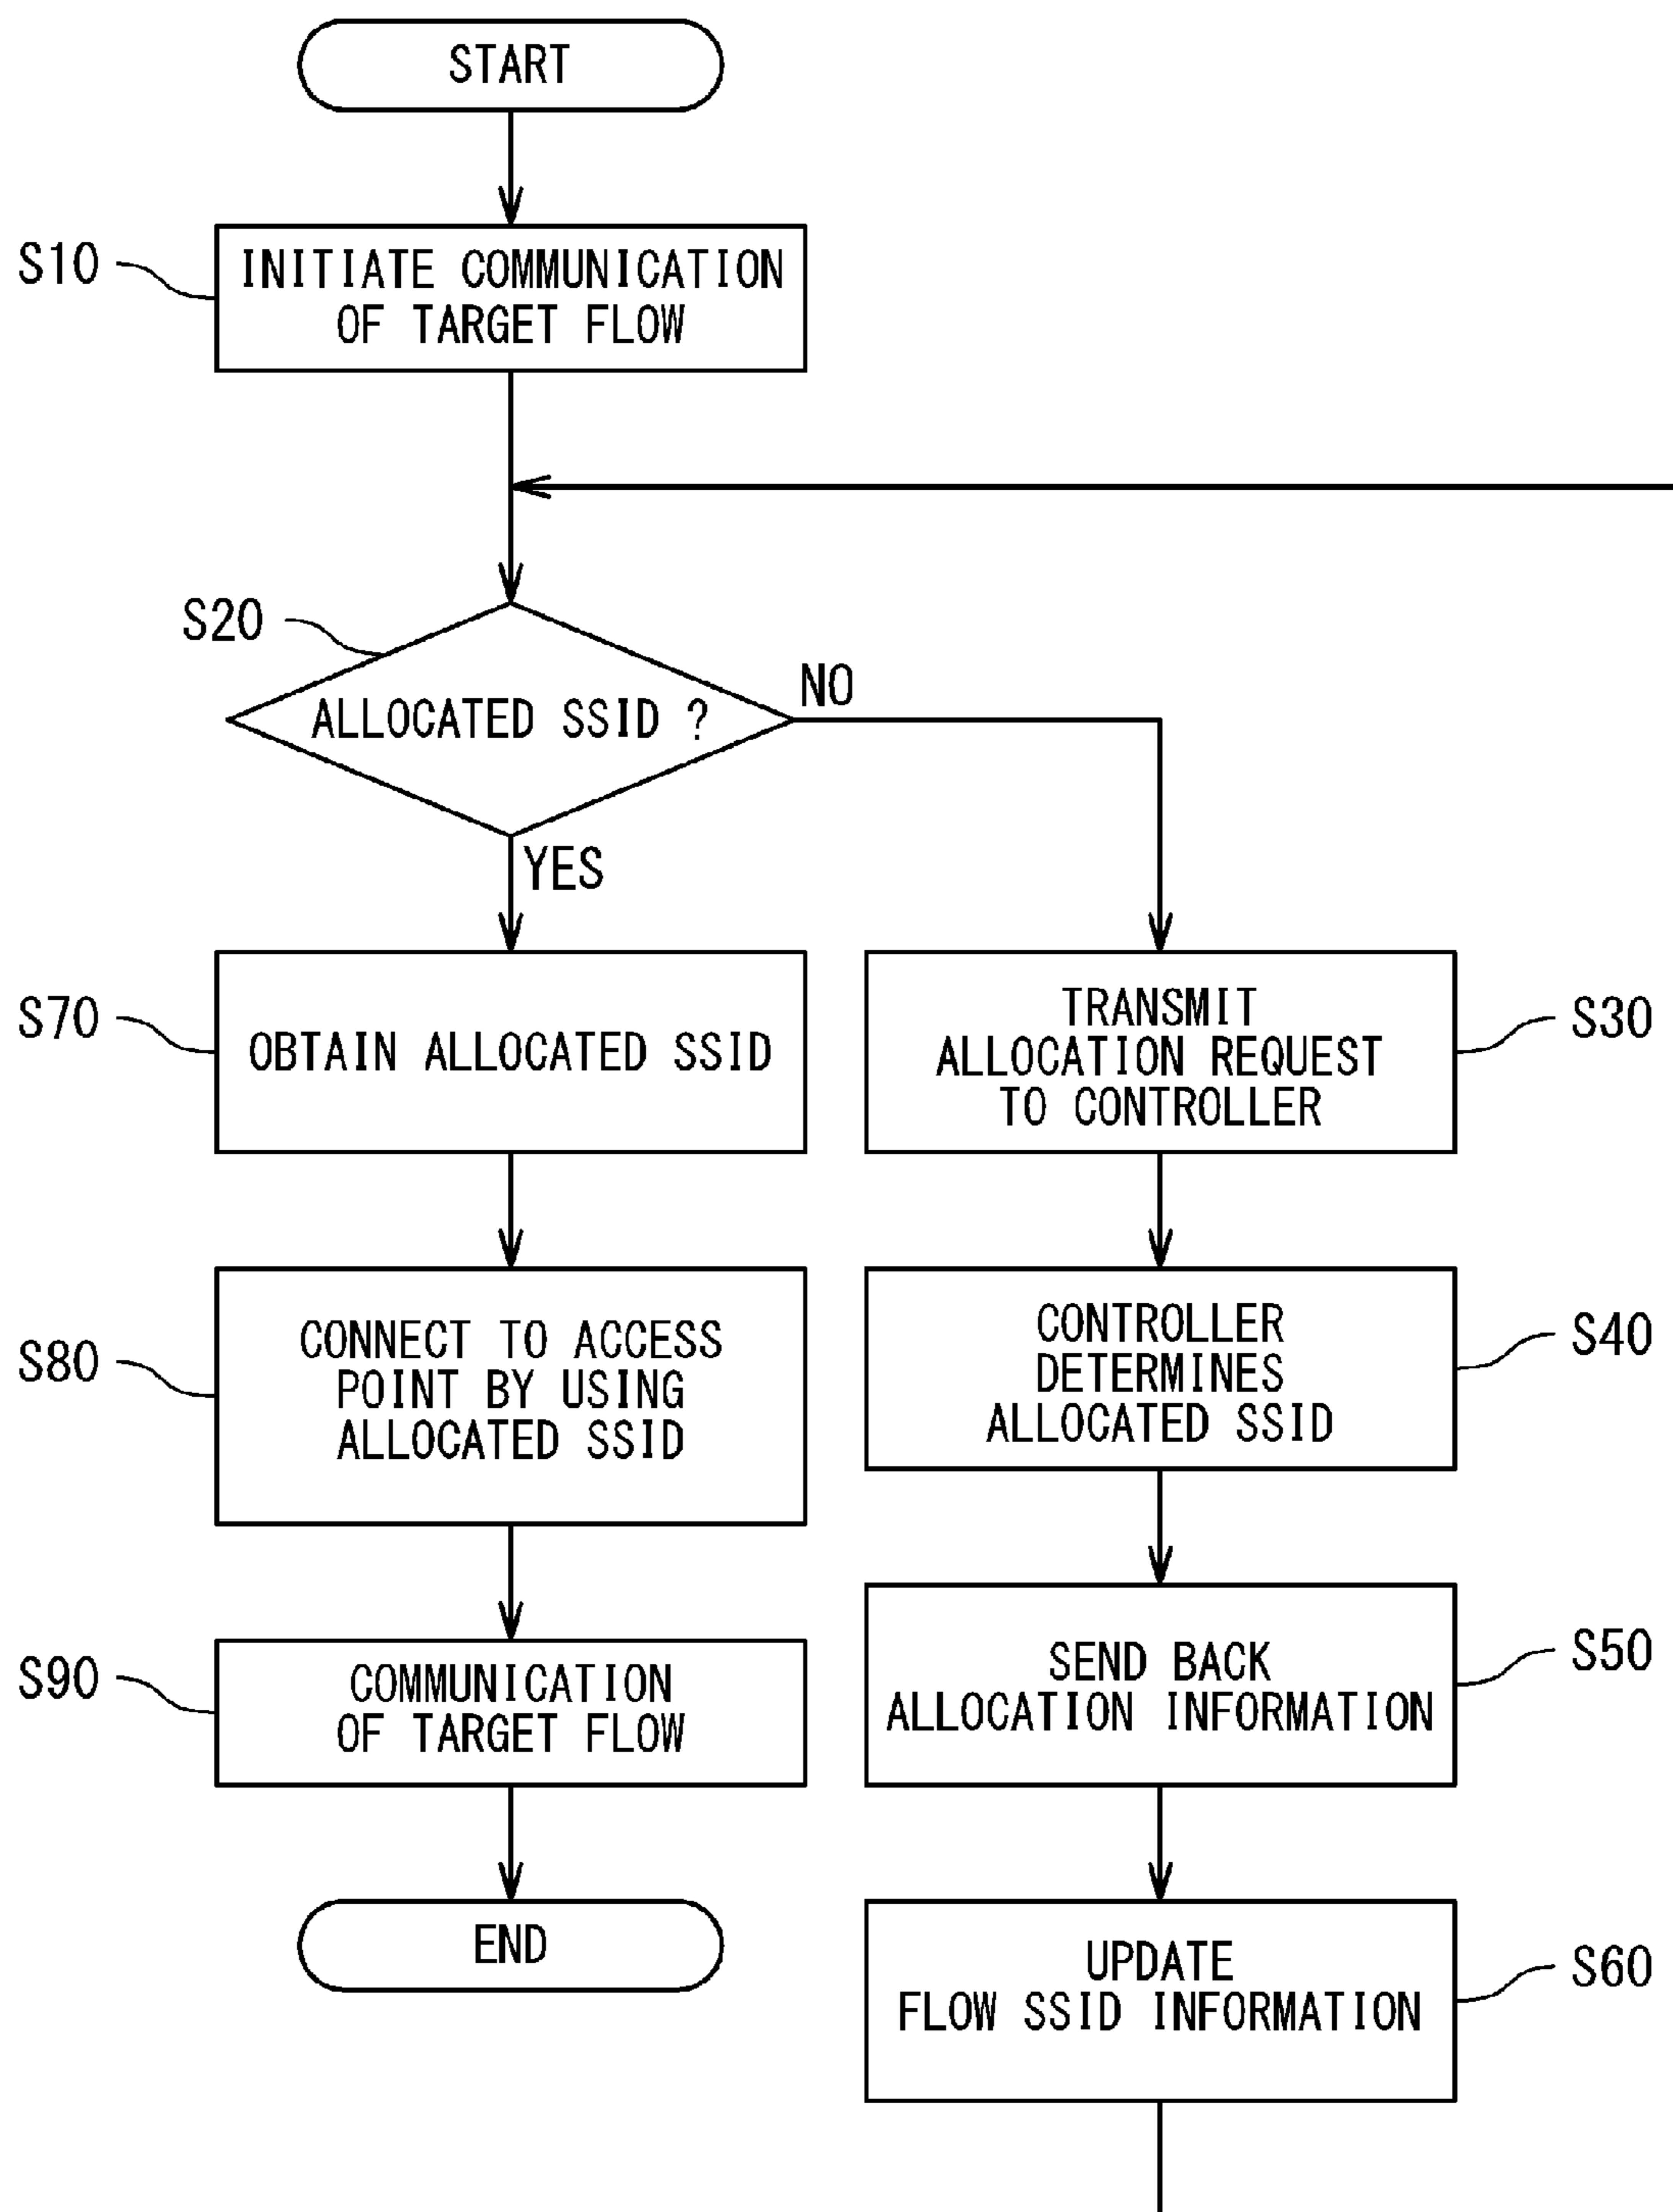 START
S10
INITIATE COMMUNICATION
OF TARGET FLOW
S20
ALLOCATED SSID ?
NO
YES
S70
OBTAIN ALLOCATED SSID
TRANSMIT
ALLOCATION REQUEST
TO CONTROLLER
S30
S80
CONNECT TO ACCESS
POINT BY USING
ALLOCATED SSID
CONTROLLER
DETERMINES
ALLOCATED SSID
S40
S90
COMMUNICATION
OF TARGET FLOW
SEND BACK
ALLOCATION INFORMATION
S50
END
UPDATE
FLOW SSID INFORMATION
S60